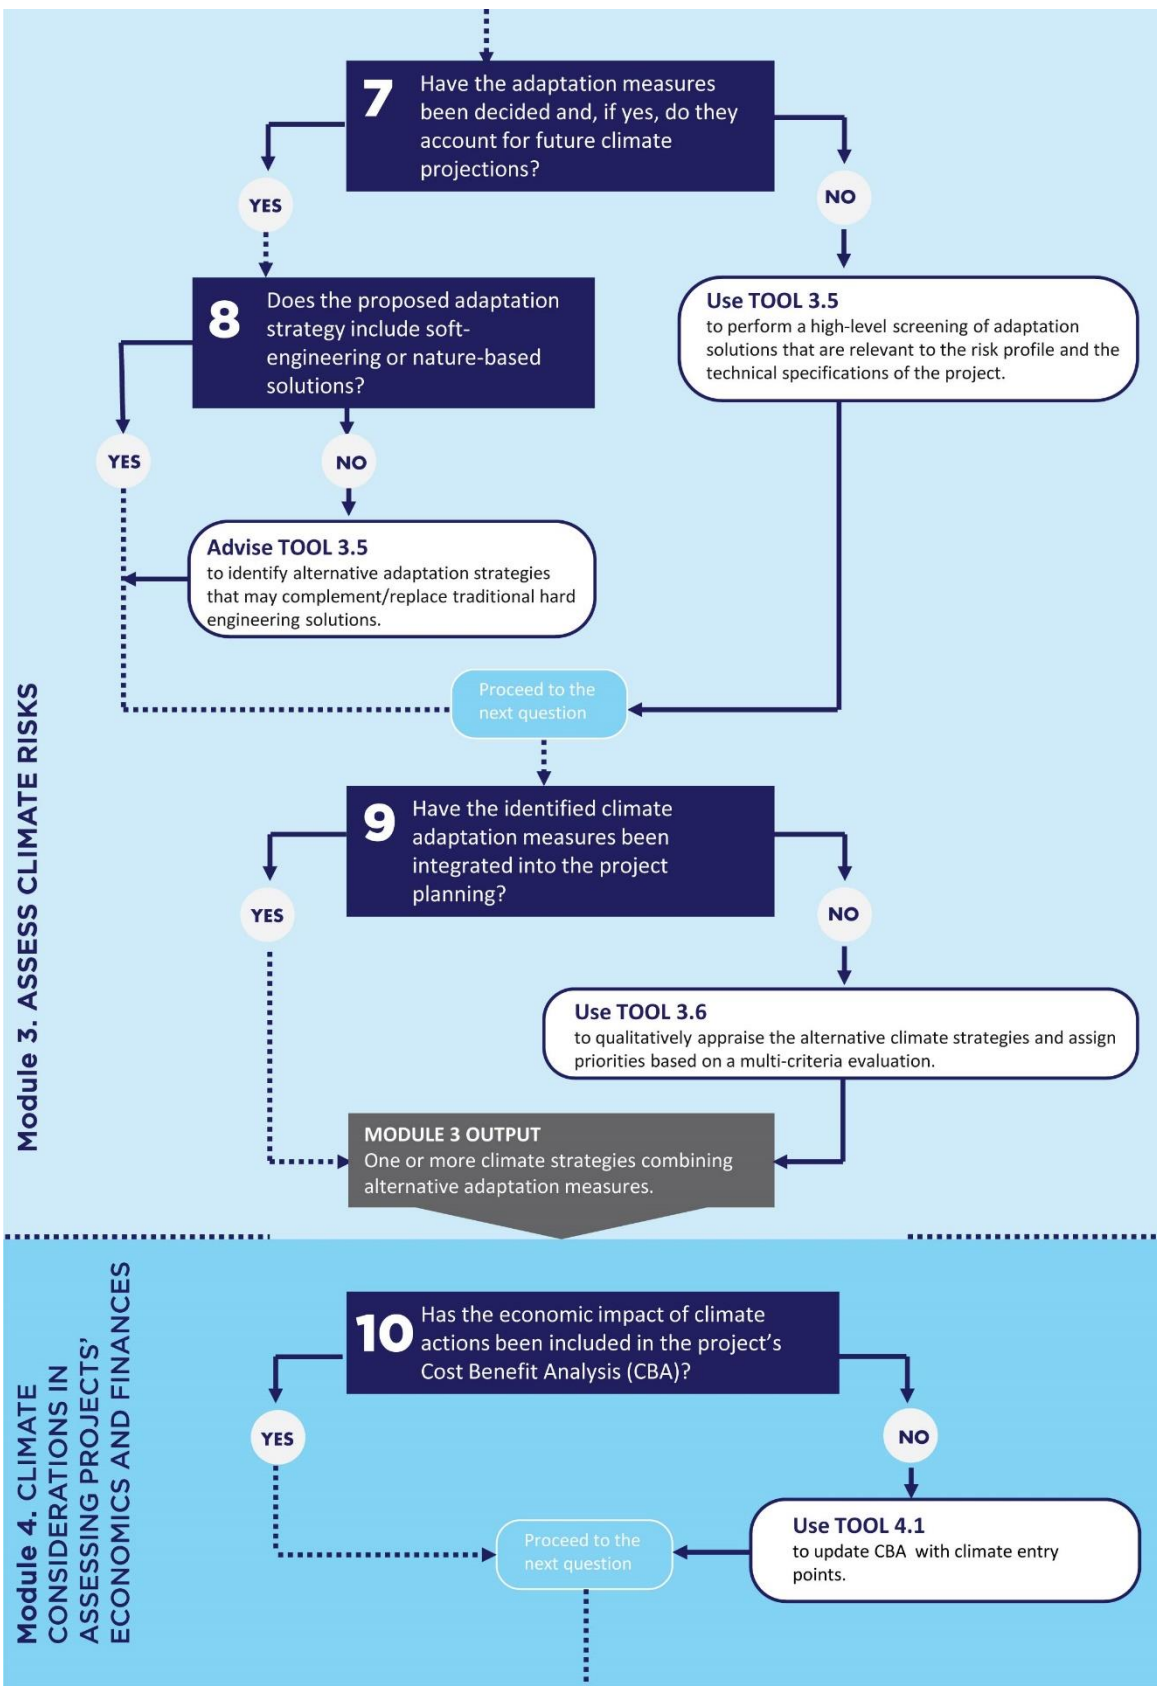 7
Have the adaptation measures
been decided and, if yes, do they
account for future climate
projections?
YES
NO
8
Does the proposed adaptation
strategy include soft-
engineering or nature-based
solutions?
Use TOOL 3.5
to perform a high-level screening of adaptation
solutions that are relevant to the risk profile and the
technical specifications of the project.
YES
NO
Advise TOOL 3.5
to identify alternative adaptation strategies
that may complement/replace traditional hard
engineering solutions.
Proceed to the
next question
Module 3. ASSESS CLIMATE RISKS
9
Have the identified climate
adaptation measures been
integrated into the project
planning?
YES
NO
Use TOOL 3.6
to qualitatively appraise the alternative climate strategies and assign
priorities based on a multi-criteria evaluation.
MODULE 3 OUTPUT
One or more climate strategies combining
alternative adaptation measures.
Module 4. CLIMATE
CONSIDERATIONS IN
ASSESSING PROJECTS’
ECONOMICS AND FINANCES
10
Has the economic impact of climate
actions been included in the project’s
Cost Benefit Analysis (CBA)?
YES
NO
Use TOOL 4.1
to update CBA with climate entry
points.
Proceed to the
next question